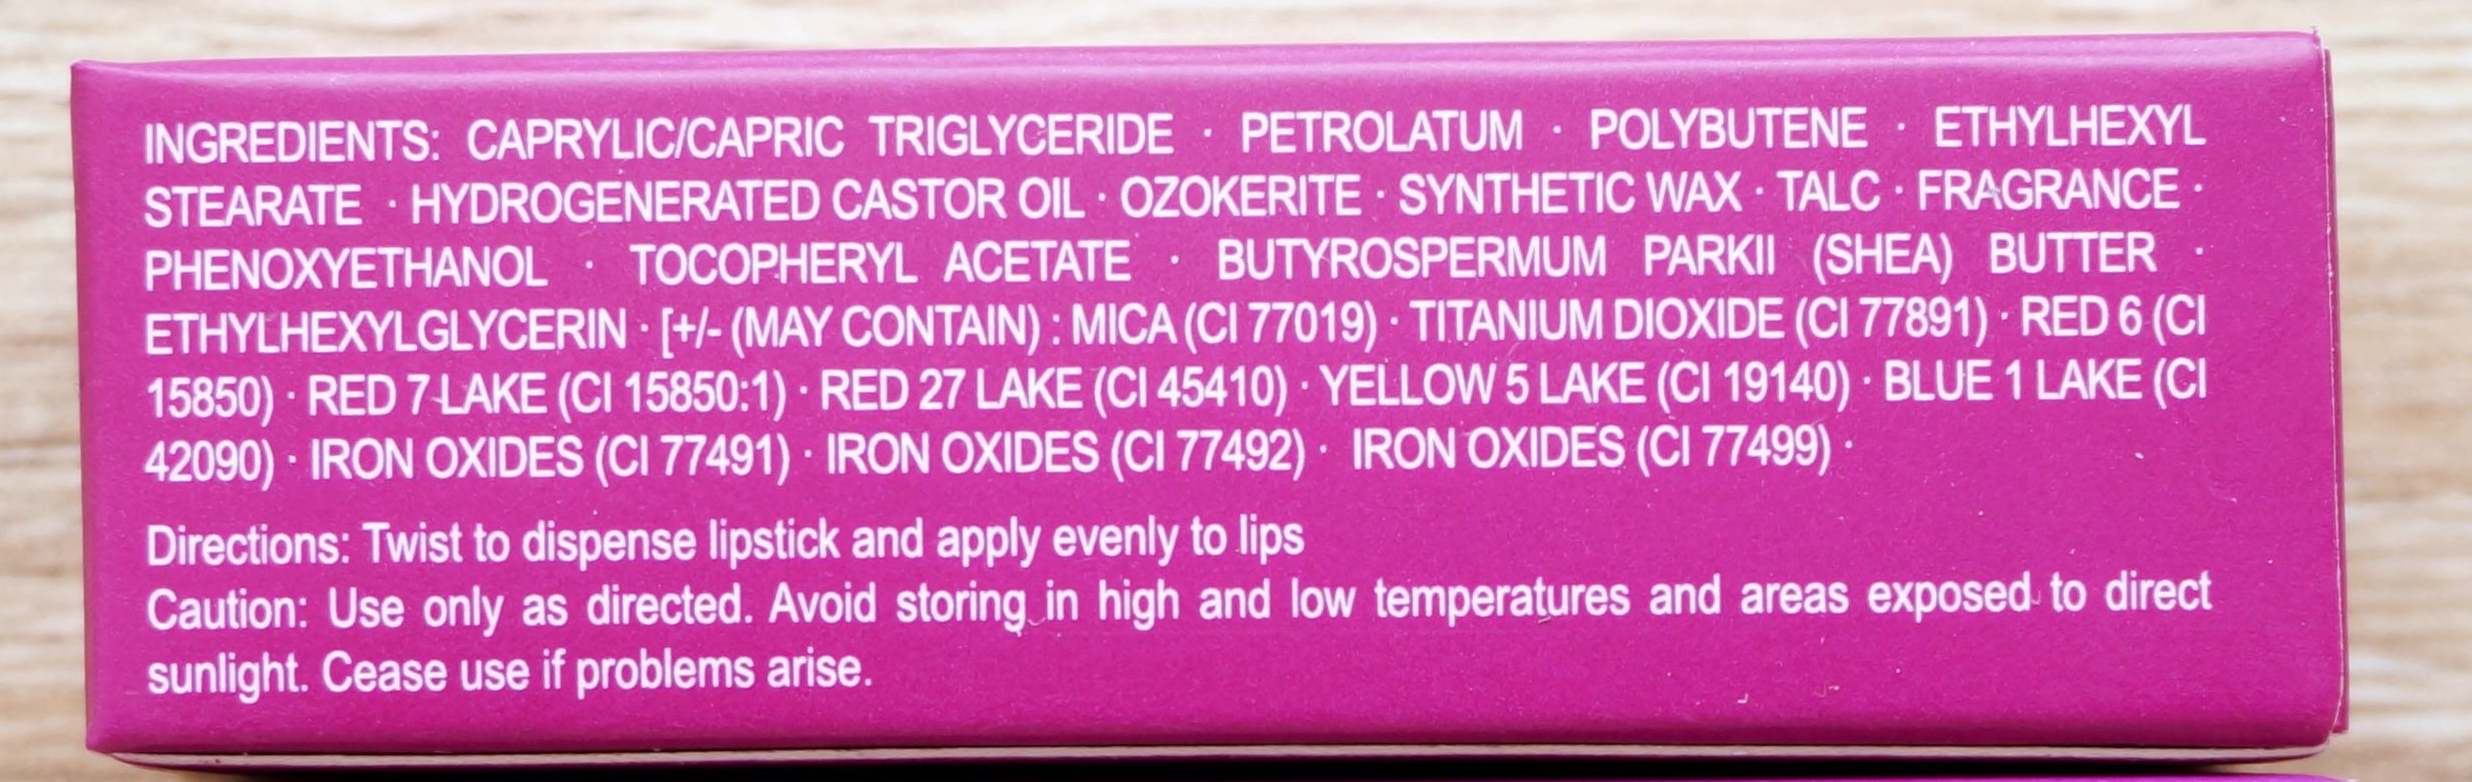 INGREDIENTS: CAPRYLIC/CAPRIC TRIGLYCERIDE · PETROLATUM · POLYBUTENE · ETHYLHEXYL
STEARATE · HYDROGENERATED CASTOR OIL · OZOKERITE · SYNTHETIC WAX · TALC · FRAGRANCE ·
PHENOXYETHANOL · TOCOPHERYL ACETATE · BUTYROSPERMUM PARKII (SHEA) BUTTER ·
ETHYLHEXYLGLYCERIN · [+/- (MAY CONTAIN) : MICA (CI 77019) · TITANIUM DIOXIDE (CI 77891) · RED 6 (CI
15850) · RED 7 LAKE (CI 15850:1) · RED 27 LAKE (CI 45410) · YELLOW 5 LAKE (CI 19140) · BLUE 1 LAKE (CI
42090) · IRON OXIDES (CI 77491) · IRON OXIDES (CI 77492) · IRON OXIDES (CI 77499) ·
Directions: Twist to dispense lipstick and apply evenly to lips
Caution: Use only as directed. Avoid storing in high and low temperatures and areas exposed to direct
sunlight. Cease use if problems arise.